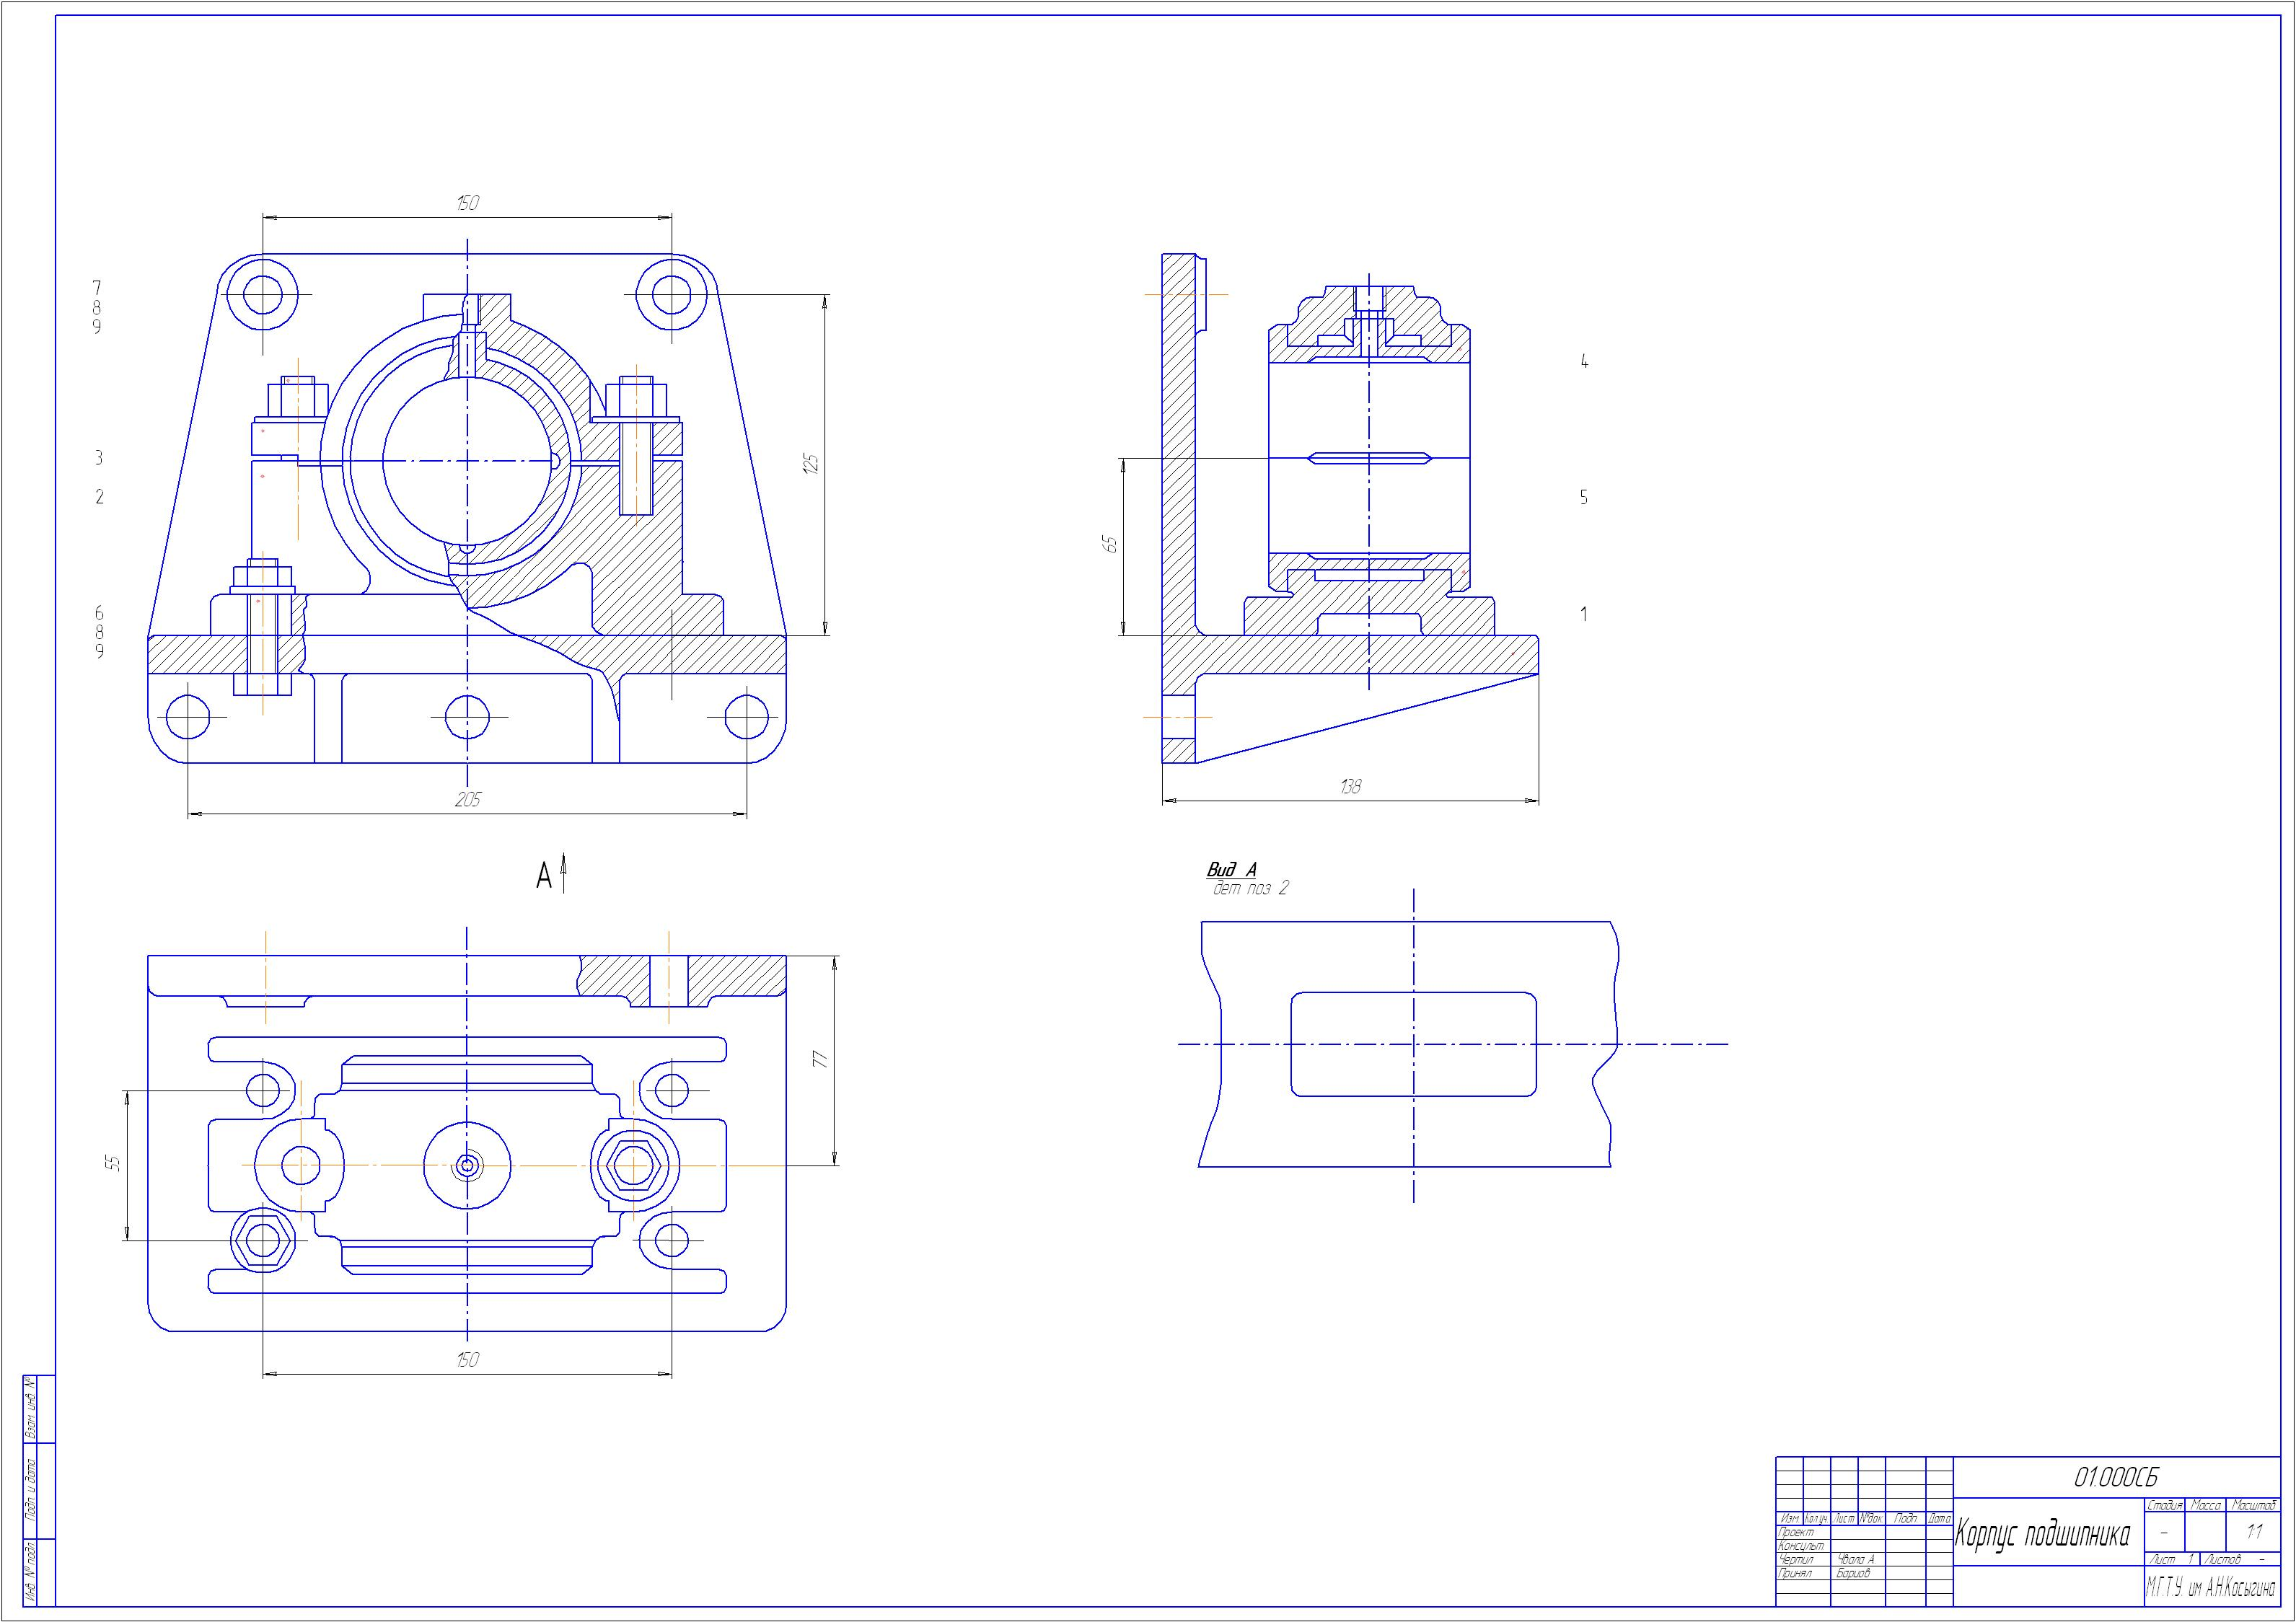 150
7
8
9
3
2
6
8
9
125
205
4
5
1
65
138
А
Вид А
дет. поз. 2
77
55
150
Взам. инв. №
Подп. и дата
Инв. № подл.
01.000СБ
Изм. Кол.уч Лист №док. Подп. Дата
Проект.
Консульт.
Чертил Чвала А.
Принял
Корпус подшипника
Стадия Масса Масштаб
– 1:1
Лист 1 Листов –
М.Г.Т.У. им А.Н.Косыгина